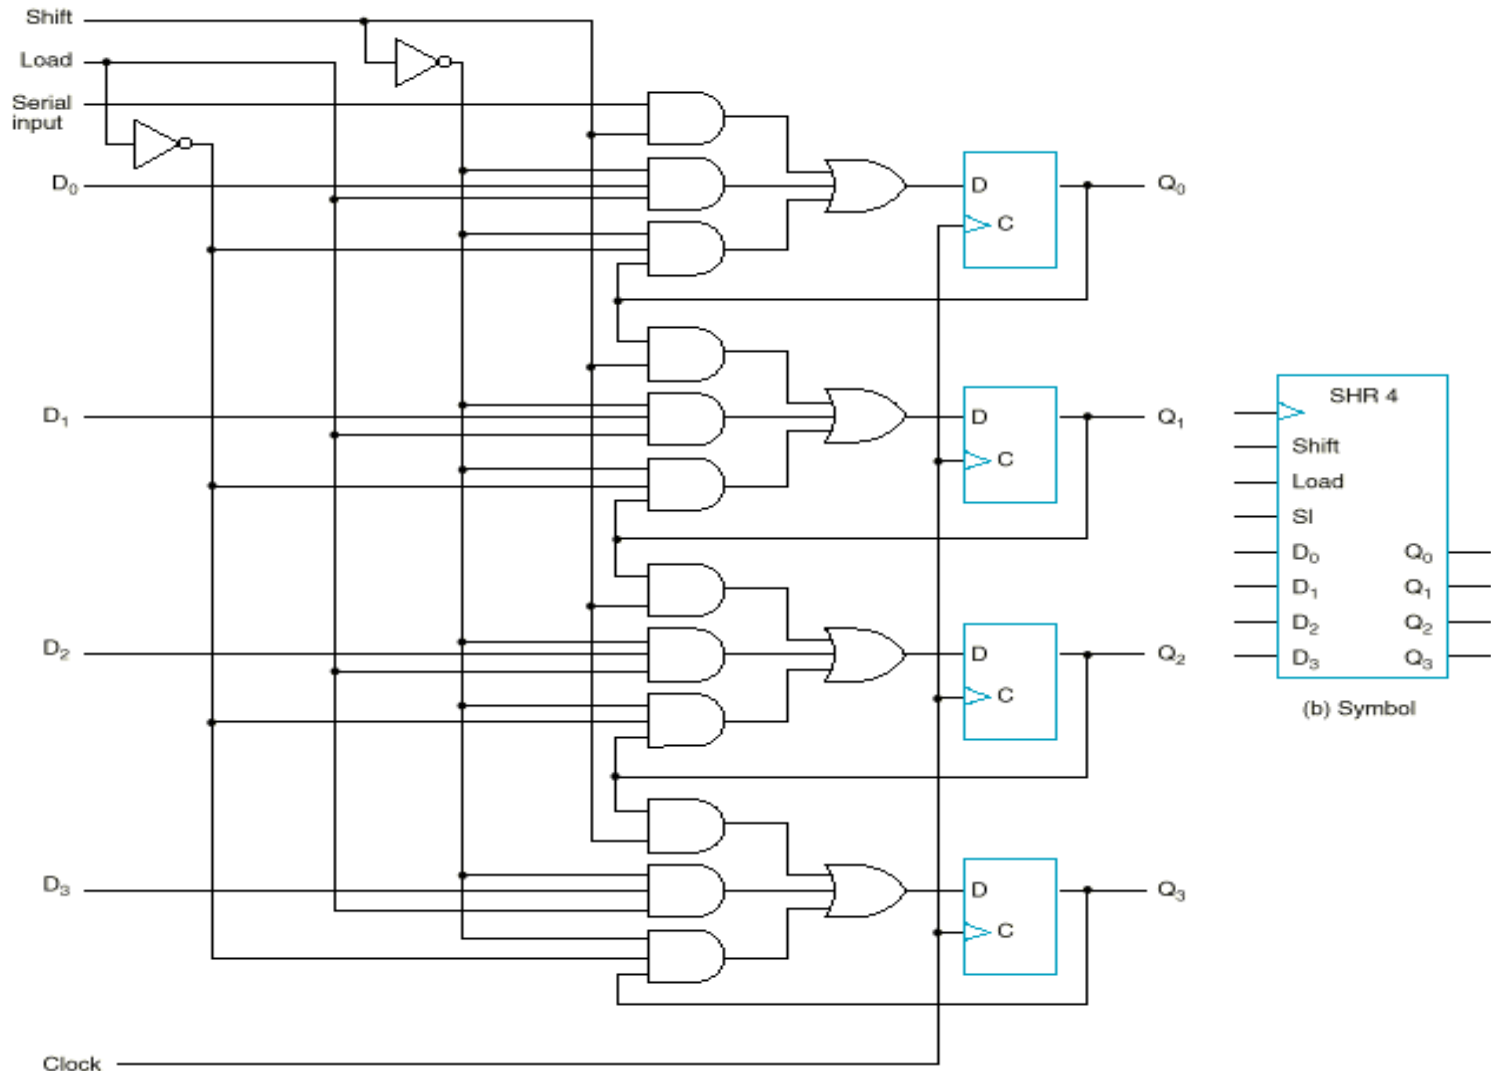 Shift
Load
Serial
input
D₀
D
C
Q₀
D₁
D
C
Q₁
D₂
D
C
Q₂
D₃
D
C
Q₃
Clock
SHR 4
Shift
Load
SI
D₀ Q₀
D₁ Q₁
D₂ Q₂
D₃ Q₃
(b) Symbol